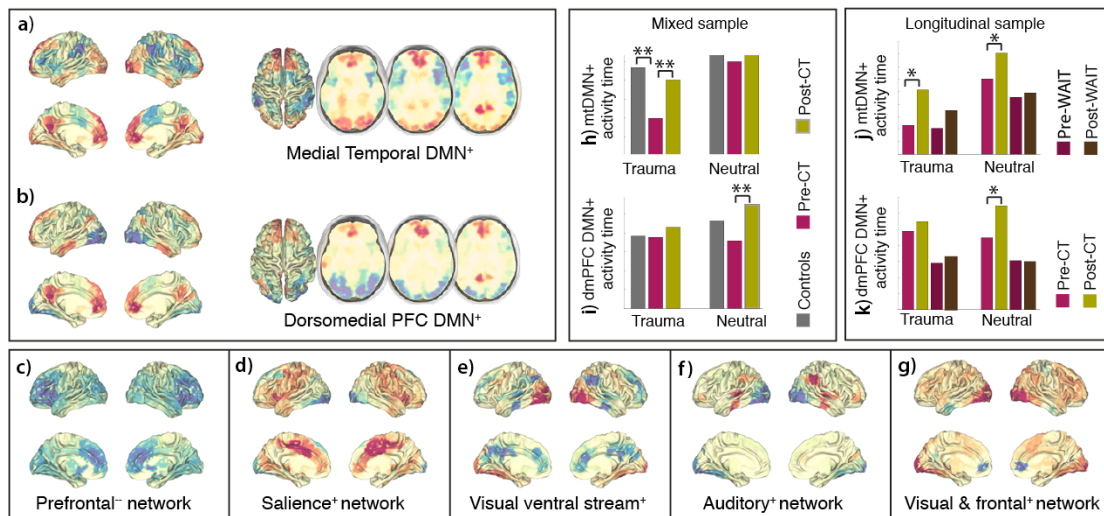 a)
Medial Temporal DMN⁺
b)
Dorsomedial PFC DMN⁺
Mixed sample
h) mtDMN+
activity time
**
**
Trauma
Neutral
i) dmPFC DMN+
activity time
**
Trauma
Neutral
Controls
Pre-CT
Post-CT
Longitudinal sample
j) mtDMN+
activity time
*
*
Trauma
Neutral
k) dmPFC DMN+
activity time
*
Trauma
Neutral
Pre-CT
Post-CT
Pre-WAIT
Post-WAIT
c)
Prefrontal⁻ network
d)
Salience⁺ network
e)
Visual ventral stream⁺
f)
Auditory⁺ network
g)
Visual & frontal⁺ network